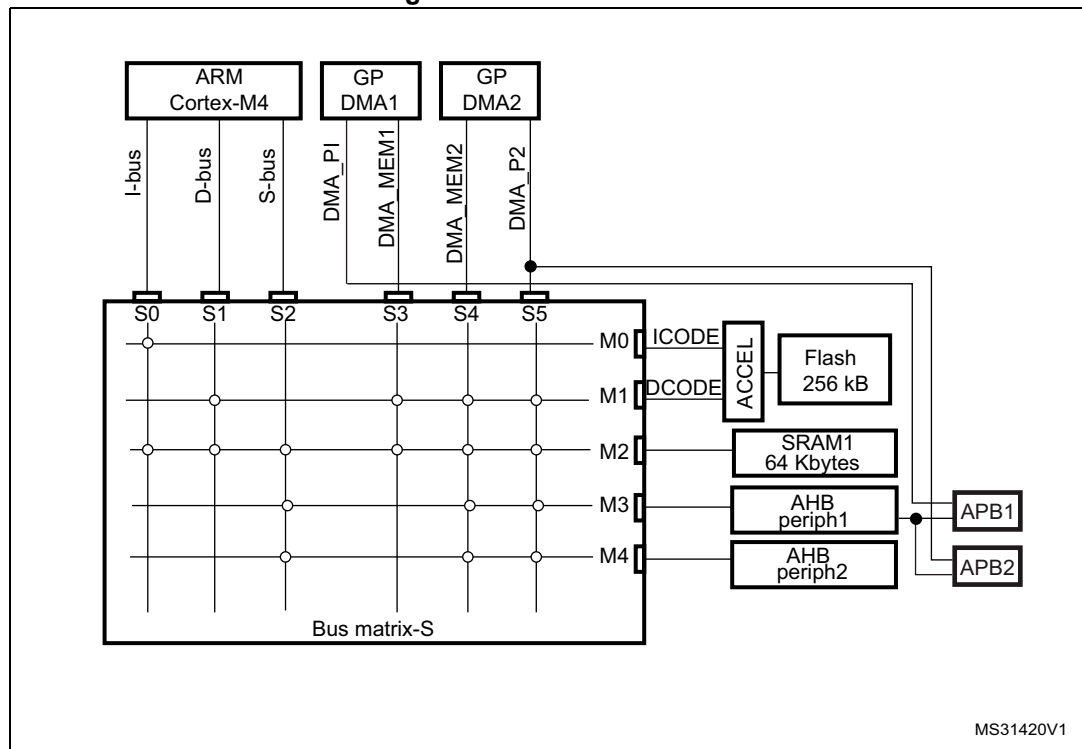 g
ARM
Cortex-M4
GP
DMA1
GP
DMA2
I-bus
D-bus
S-bus
DMA_PI
DMA_MEM1
DMA_MEM2
DMA_P2
S0 S1 S2 S3 S4 S5
M0 ICODE
M1 DCODE
ACCEL
Flash
256 kB
M2
SRAM1
64 Kbytes
M3
AHB
periph1
APB1
M4
AHB
periph2
APB2
Bus matrix-S
MS31420V1